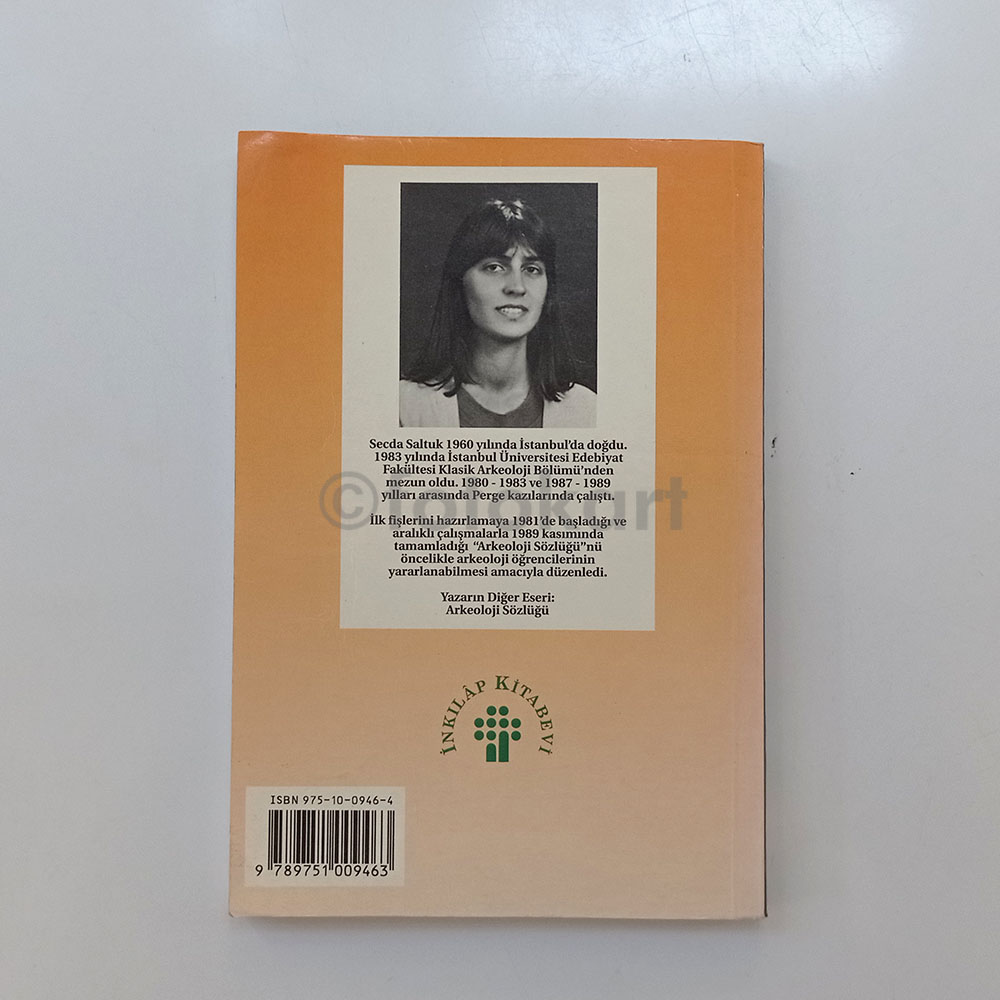 Secda Saltuk 1960 yılında İstanbul'da doğdu.
1983 yılında İstanbul Üniversitesi Edebiyat
Fakültesi Klasik Arkeoloji Bölümü'nden
mezun oldu. 1980 - 1983 ve 1987 - 1989
yılları arasında Perge kazılarında çalıştı.
İlk fişlerini hazırlamaya 1981'de başladığı ve
aralıklı çalışmalarla 1989 kasımında
tamamladığı “Arkeoloji Sözlüğü”nü
öncelikle arkeoloji öğrencilerinin
yararlanabilmesi amacıyla düzenledi.
Yazarın Diğer Eseri:
Arkeoloji Sözlüğü
©fotokurt
İNKILÂP KİTABEVİ
ISBN 975-10-0946-4
9 789751 009463